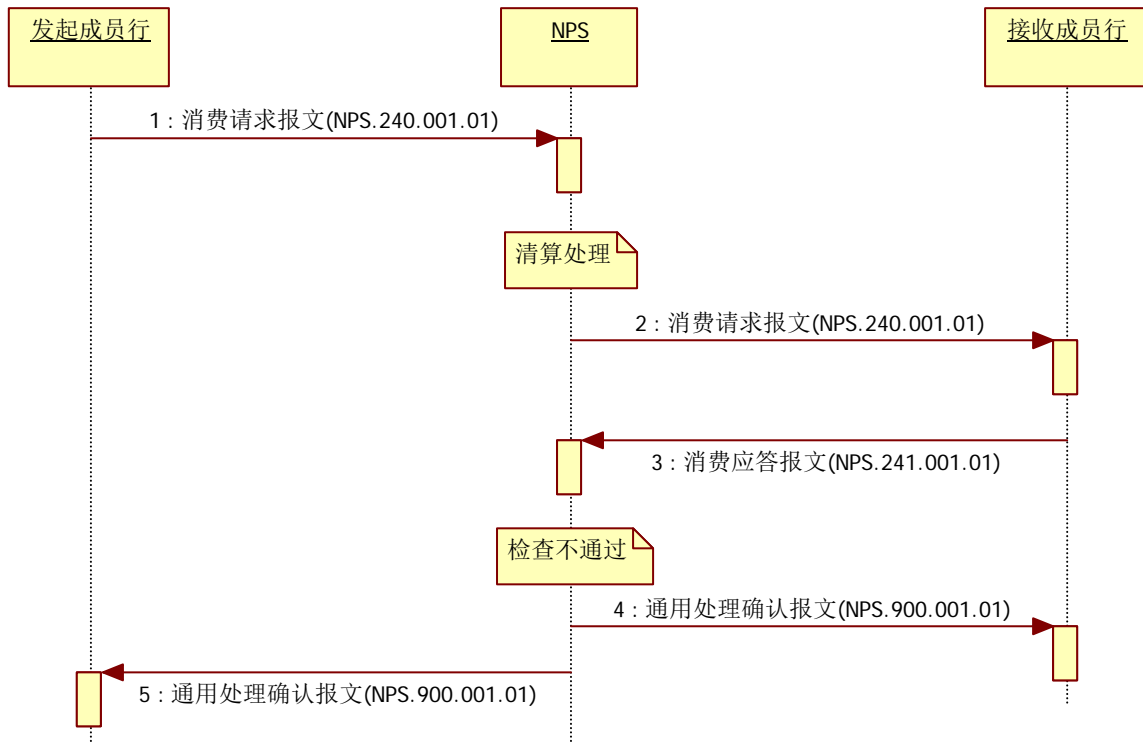 发起成员行
NPS
接收成员行
1 : 消费请求报文(NPS.240.001.01)
清算处理
2 : 消费请求报文(NPS.240.001.01)
3 : 消费应答报文(NPS.241.001.01)
检查不通过
4 : 通用处理确认报文(NPS.900.001.01)
5 : 通用处理确认报文(NPS.900.001.01)